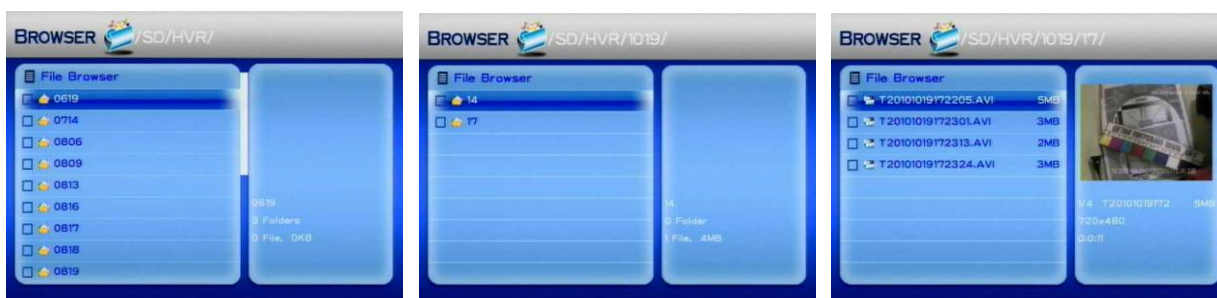 BROWSER /SD/HVR/
File Browser
0619
0714
0806
0809
0813
0816
0817
0818
0819
0619
3 Folders
0 File, 0KB
BROWSER /SD/HVR/1019/
File Browser
14
17
14
0 Folder
1 File, 4MB
BROWSER /SD/HVR/1019/17/
File Browser
T20101019172205.AVI 5MB
T20101019172301.AVI 3MB
T20101019172313.AVI 2MB
T20101019172324.AVI 3MB
1/4 T20101019172 5MB
720x480
0:0:11